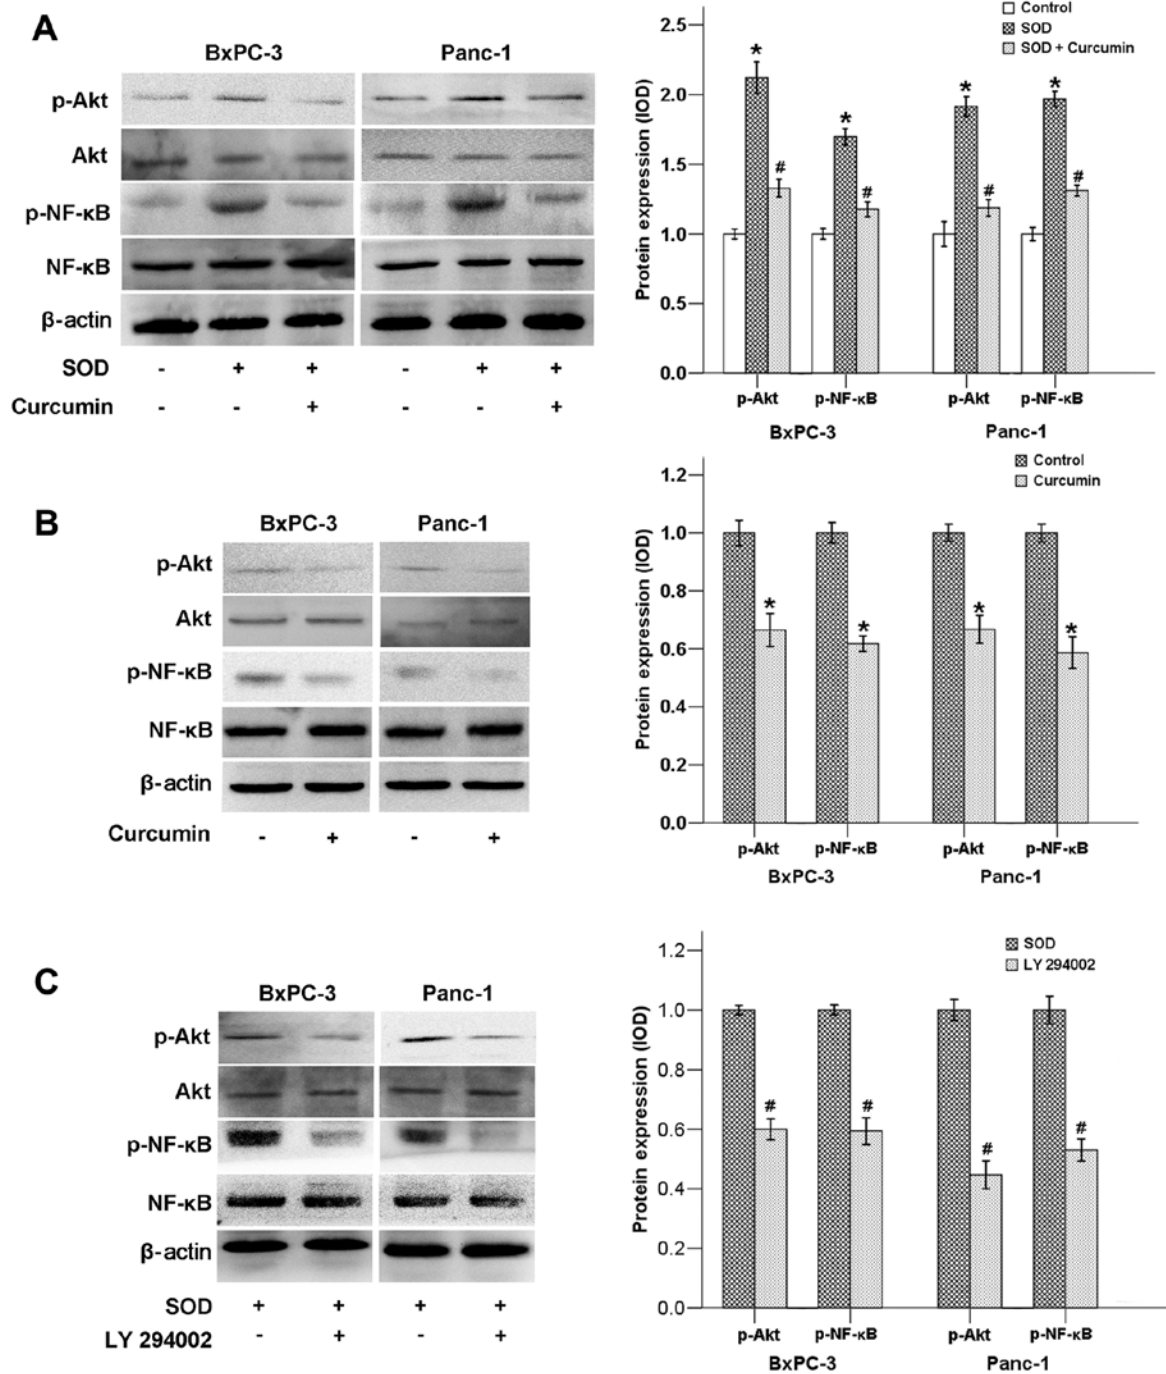 A
BxPC-3 Panc-1
p-Akt
Akt
p-NF-κB
NF-κB
β-actin
SOD - + + - + +
Curcumin - - + - - +
Control
SOD
SOD + Curcumin
Protein expression (IOD)
2.5
2.0
1.5
1.0
0.5
0.0
* # * # * # * #
p-Akt p-NF-κB p-Akt p-NF-κB
BxPC-3 Panc-1
B
BxPC-3 Panc-1
p-Akt
Akt
p-NF-κB
NF-κB
β-actin
Curcumin - + - +
Control
Curcumin
Protein expression (IOD)
1.2
1.0
0.8
0.6
0.4
0.2
0.0
* * * *
p-Akt p-NF-κB p-Akt p-NF-κB
BxPC-3 Panc-1
C
BxPC-3 Panc-1
p-Akt
Akt
p-NF-κB
NF-κB
β-actin
SOD + + + +
LY 294002 - + - +
SOD
LY 294002
Protein expression (IOD)
1.2
1.0
0.8
0.6
0.4
0.2
0.0
# # # #
p-Akt p-NF-κB p-Akt p-NF-κB
BxPC-3 Panc-1